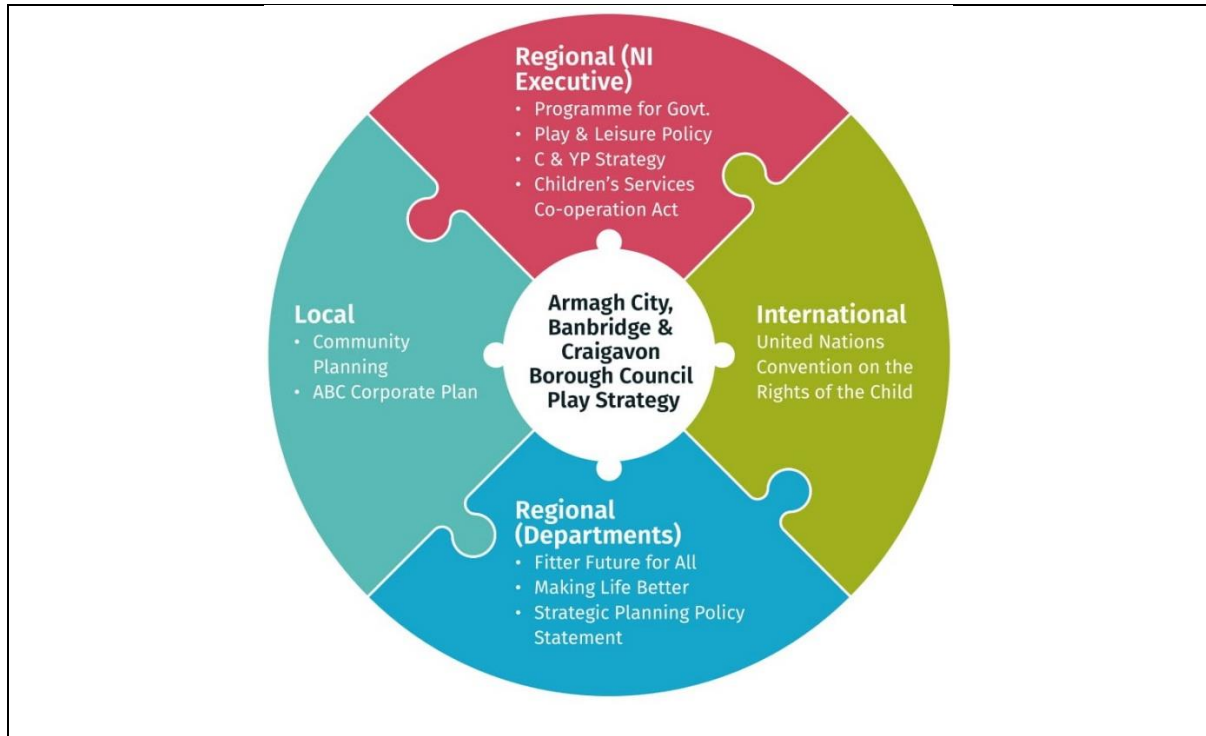 Regional (NI
Executive)
• Programme for Govt.
• Play & Leisure Policy
• C & YP Strategy
• Children’s Services
Co-operation Act
Local
• Community
Planning
• ABC Corporate Plan
Armagh City,
Banbridge &
Craigavon
Borough Council
Play Strategy
International
United Nations
Convention on the
Rights of the Child
Regional
(Departments)
• Fitter Future for All
• Making Life Better
• Strategic Planning Policy
Statement